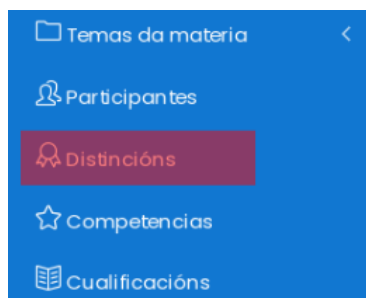 Temas da materia
Participantes
Distincións
Competencias
Cualificacións